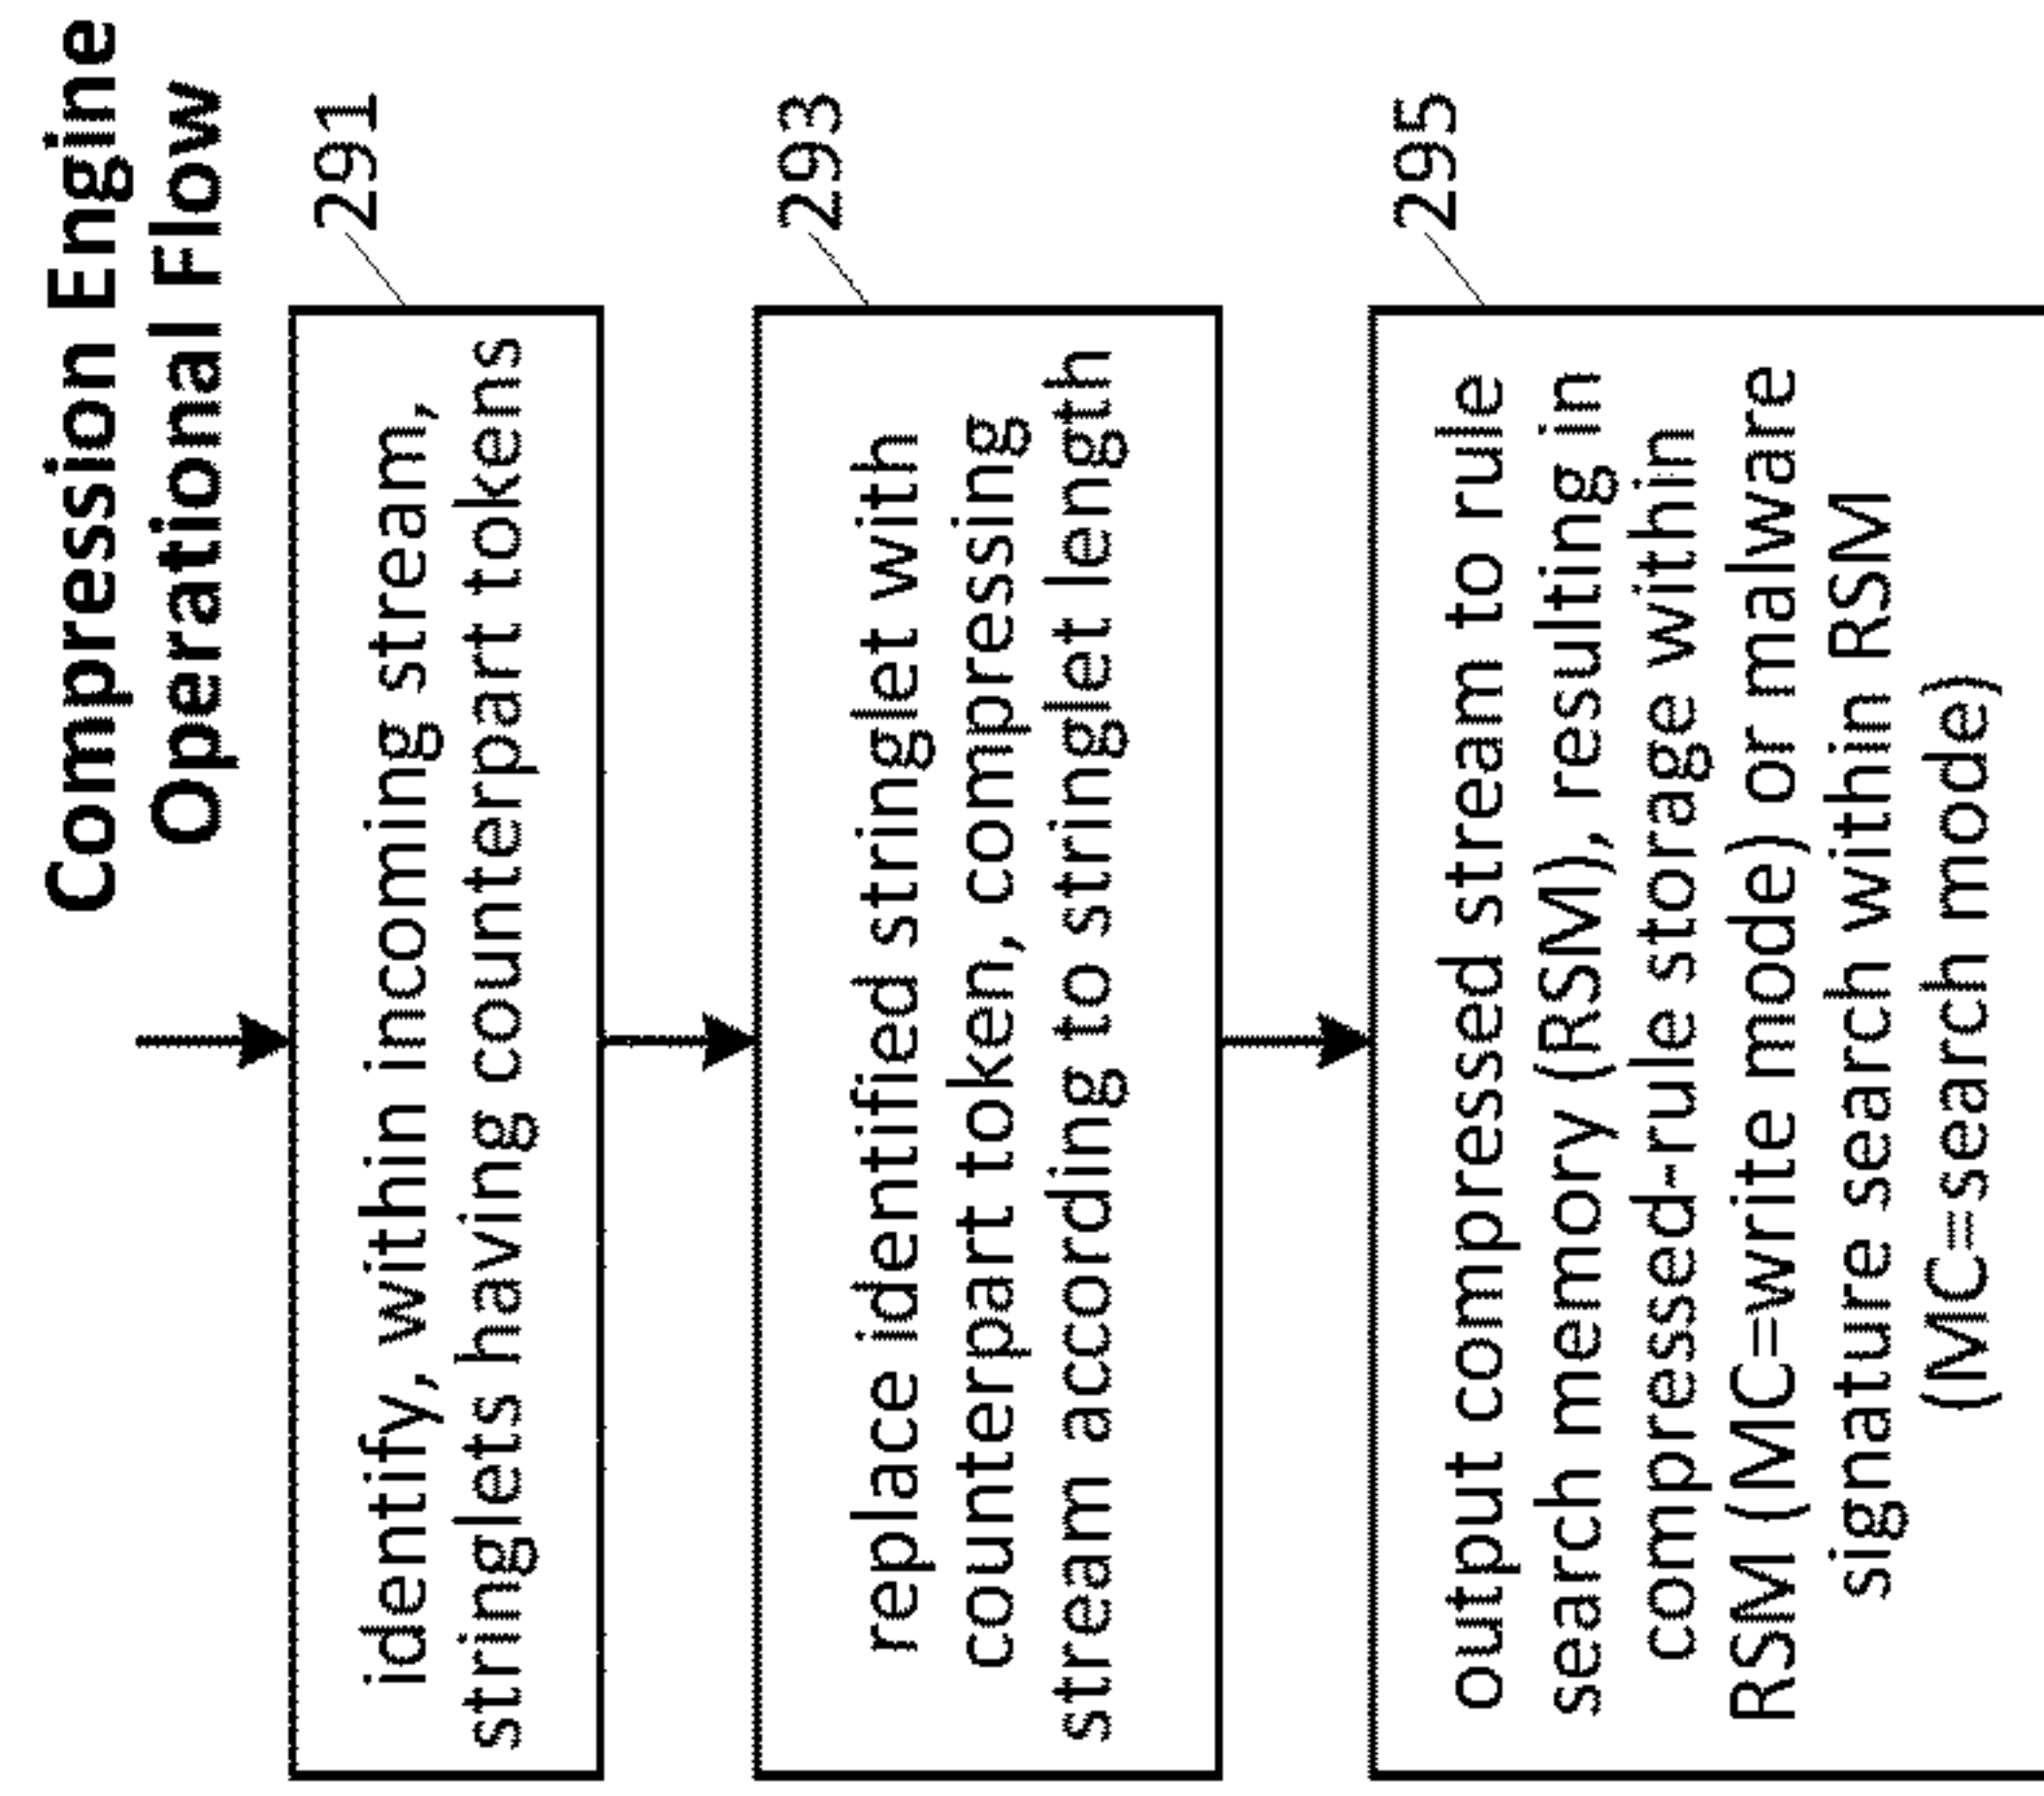 Compression Engine
Operational Flow
291
identify, within incoming stream,
stringlets having counterpart tokens
293
replace identified stringlet with
counterpart token, compressing
stream according to stringlet length
295
output compressed stream to rule
search memory (RSM), resulting in
compressed-rule storage within
RSM (MC=write mode) or malware
signature search within RSM
(MC=search mode)